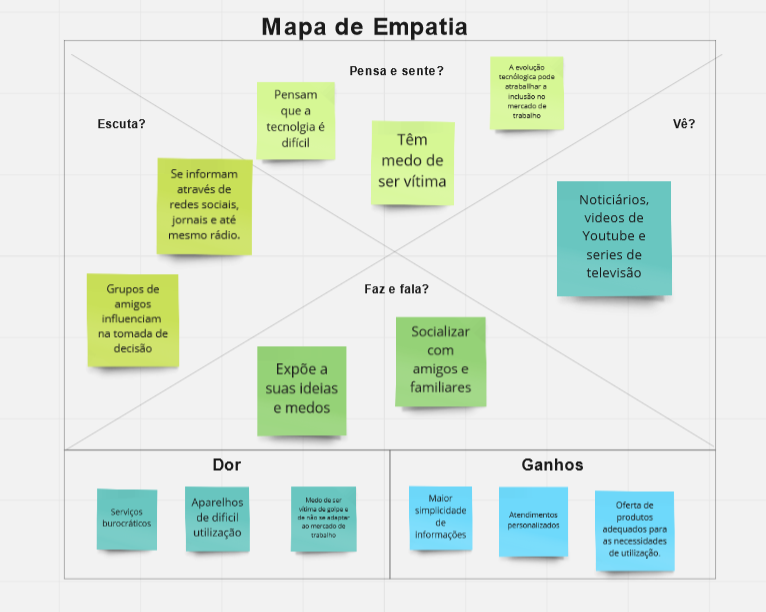 Mapa de Empatia
Pensa e sente?
Escuta?
Vê?
Pensam
que a
tecnolgia é
difícil
Têm
medo de
ser vítima
A evolução
tecnólogica pode
atraballhar a
inclusão no
mercado de
trabalho
Se informam
através de
redes sociais,
jornais e até
mesmo rádio.
Grupos de
amigos
influenciam
na tomada de
decisão
Noticiários,
videos de
Youtube e
series de
televisão
Faz e fala?
Expõe a
suas ideias
e medos
Socializar
com
amigos e
familiares
Dor
Serviços
burocráticos
Aparelhos
de dificil
utilização
Medo de ser
vítima de golpe e
de não se adaptar
ao mercado de
trabalho
Ganhos
Maior
simplicidade
de
informações
Atendimentos
personalizados
Oferta de
produtos
adequados para
as necessidades
de utilização.